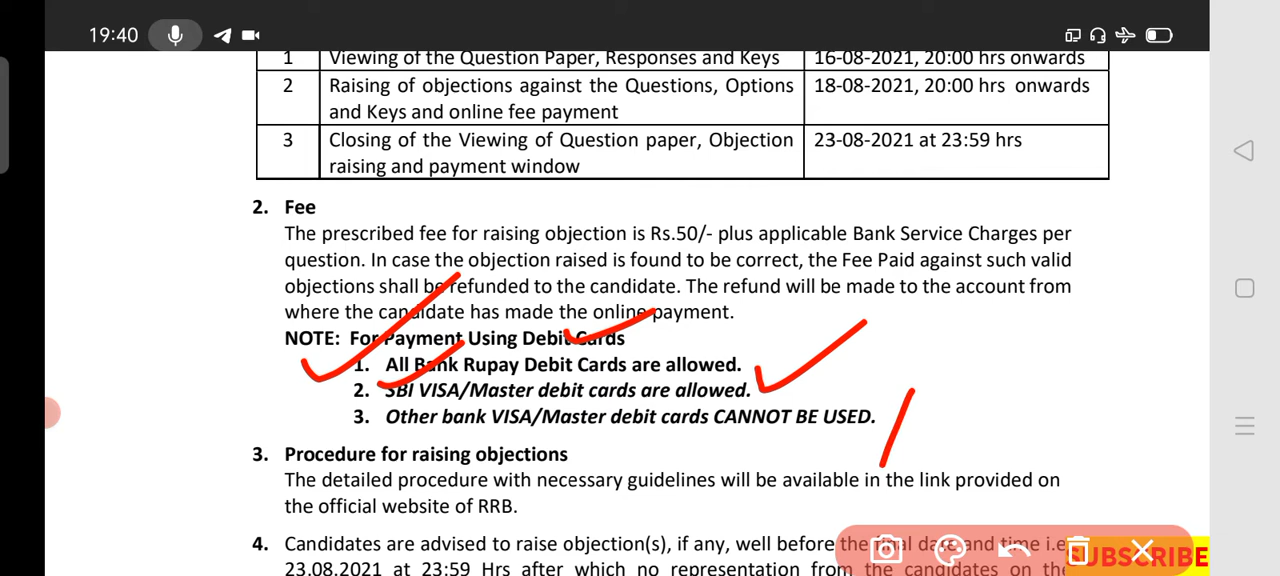 19:40
1 Viewing of the Question Paper, Responses and Keys 16-08-2021, 20:00 hrs onwards
2 Raising of objections against the Questions, Options 18-08-2021, 20:00 hrs onwards
and Keys and online fee payment
3 Closing of the Viewing of Question paper, Objection 23-08-2021 at 23:59 hrs
raising and payment window
2. Fee
The prescribed fee for raising objection is Rs.50/- plus applicable Bank Service Charges per
question. In case the objection raised is found to be correct, the Fee Paid against such valid
objections shall be refunded to the candidate. The refund will be made to the account from
where the candidate has made the online payment.
NOTE: For Payment Using Debit Cards
1. All Bank Rupay Debit Cards are allowed.
2. SBI VISA/Master debit cards are allowed.
3. Other bank VISA/Master debit cards CANNOT BE USED.
3. Procedure for raising objections
The detailed procedure with necessary guidelines will be available in the link provided on
the official website of RRB.
4. Candidates are advised to raise objection(s), if any, well before the final date and time i.e
SUBSCRIBE
23.08.2021 at 23:59 Hrs after which no representation from the candidates on the